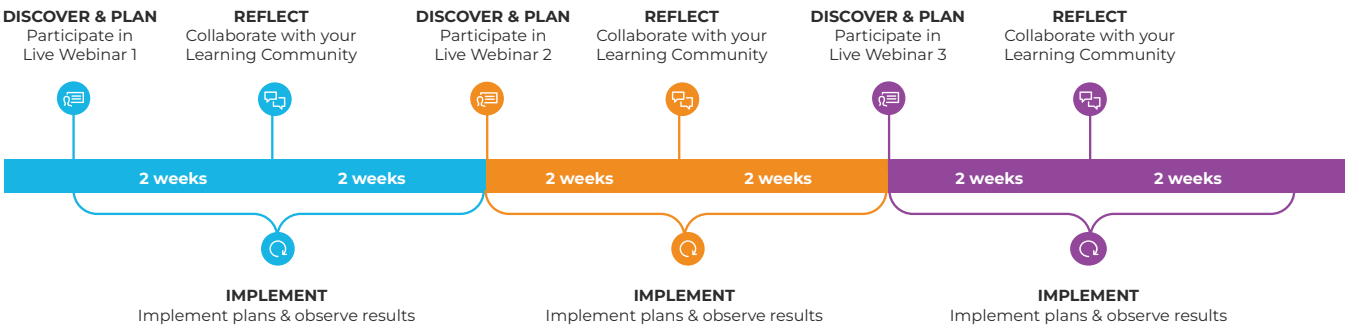 DISCOVER & PLAN
Participate in
Live Webinar 1
REFLECT
Collaborate with your
Learning Community
DISCOVER & PLAN
Participate in
Live Webinar 2
REFLECT
Collaborate with your
Learning Community
DISCOVER & PLAN
Participate in
Live Webinar 3
REFLECT
Collaborate with your
Learning Community
2 weeks
2 weeks
2 weeks
2 weeks
2 weeks
2 weeks
IMPLEMENT
Implement plans & observe results
IMPLEMENT
Implement plans & observe results
IMPLEMENT
Implement plans & observe results